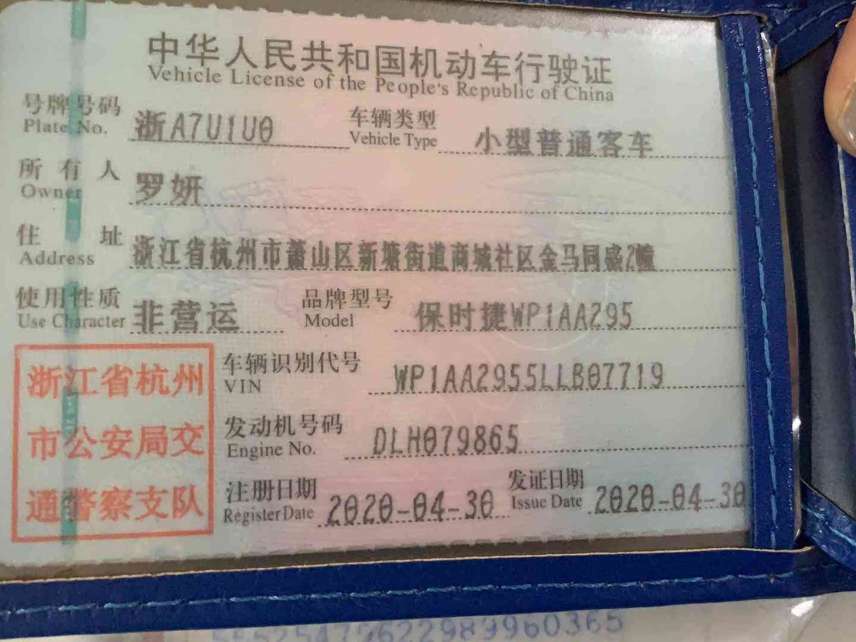 中华人民共和国机动车行驶证
Vehicle License of the People's Republic of China
号牌号码 浙A7U1U0 车辆类型 小型普通客车
Plate No. Vehicle Type
所有人 罗妍
Owner
住址 浙江省杭州市萧山区新塘街道商城社区金马同盛2幢
Address
使用性质 非营运 品牌型号 保时捷WP1AA295
Use Character Model
浙江省杭州
市公安局交
通警察支队
车辆识别代号 WP1AA2955LLB07719
VIN
发动机号码 DLH079865
Engine No.
注册日期 2020-04-30 发证日期 2020-04-30
Register Date Issue Date